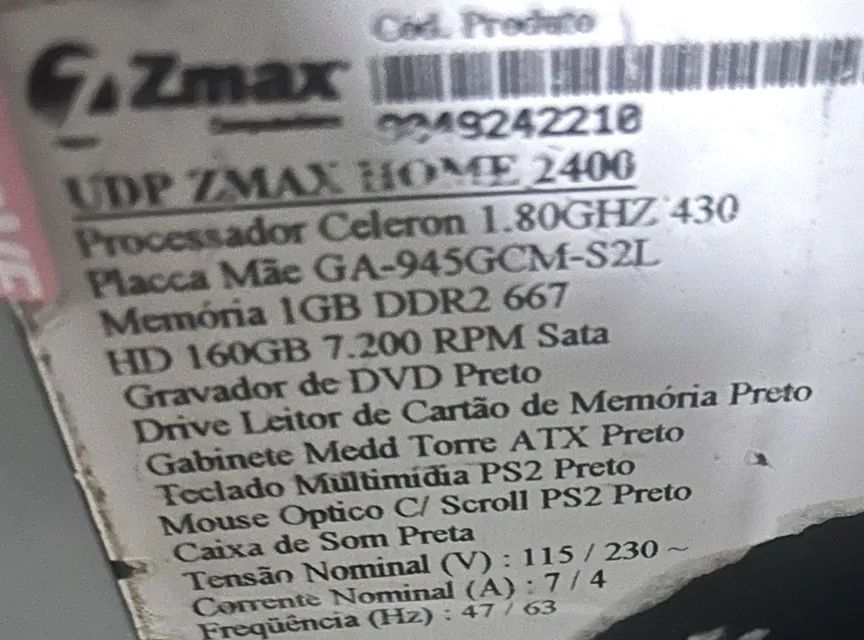 Cód. Produto
Zmax
9349242210
UDP ZMAX HOME 2400
Processador Celeron 1.80GHZ 430
Placca Mãe GA-945GCM-S2L
Memória 1GB DDR2 667
HD 160GB 7.200 RPM Sata
Gravador de DVD Preto
Drive Leitor de Cartão de Memória Preto
Gabinete Medd Torre ATX Preto
Teclado Multimídia PS2 Preto
Mouse Optico C/ Scroll PS2 Preto
Caixa de Som Preta
Tensão Nominal (V) : 115 / 230 ~
Corrente Nominal (A) : 7 / 4
Freqüência (Hz) : 47 / 63